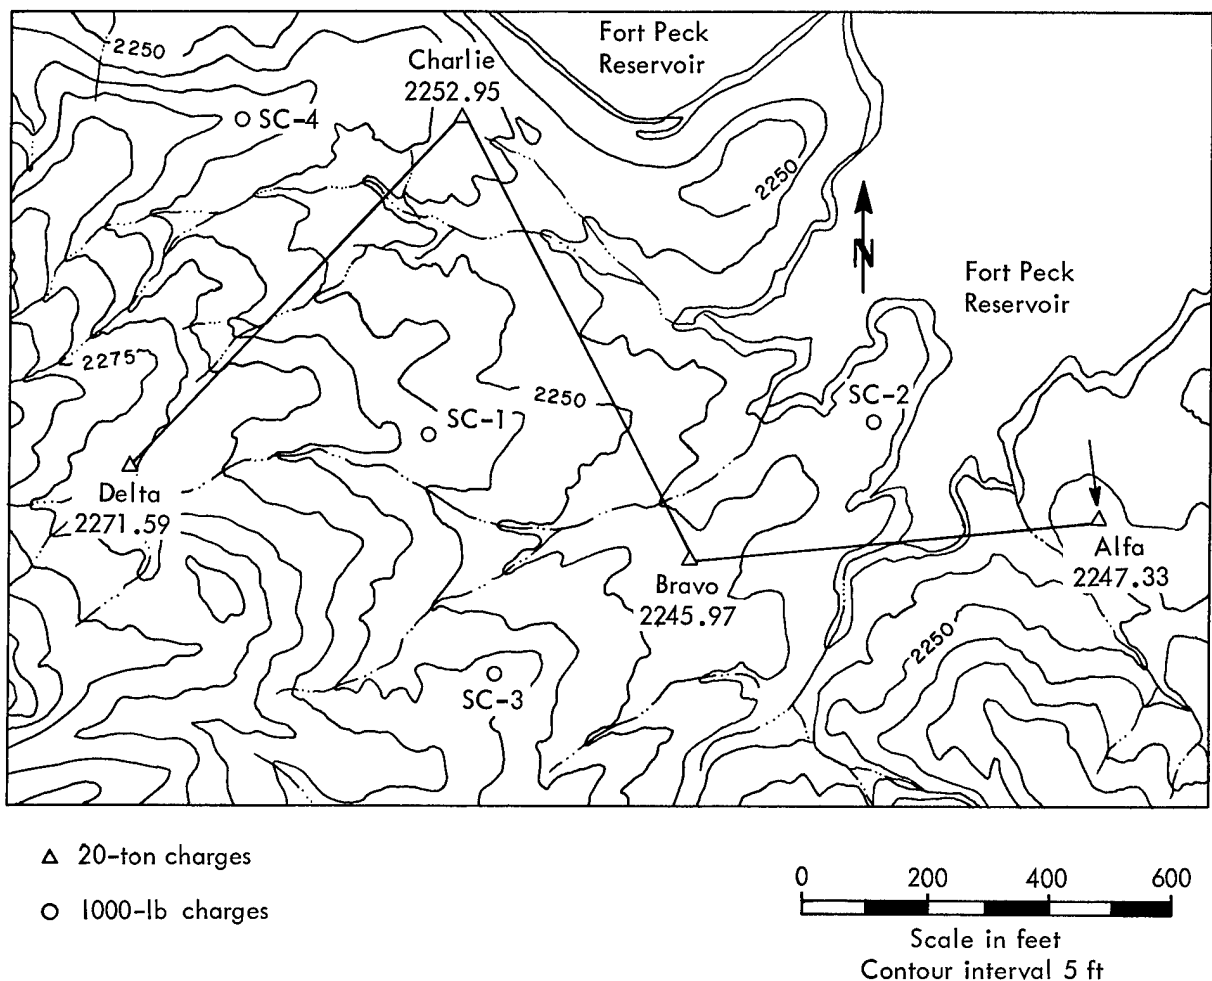 2250
Charlie
2252.95
Fort Peck
Reservoir
SC-4
2250
N
Fort Peck
Reservoir
2275
2250
SC-2
SC-1
Delta
2271.59
Alfa
2247.33
Bravo
2245.97
2250
SC-3
20-ton charges
1000-lb charges
0 200 400 600
Scale in feet
Contour interval 5 ft